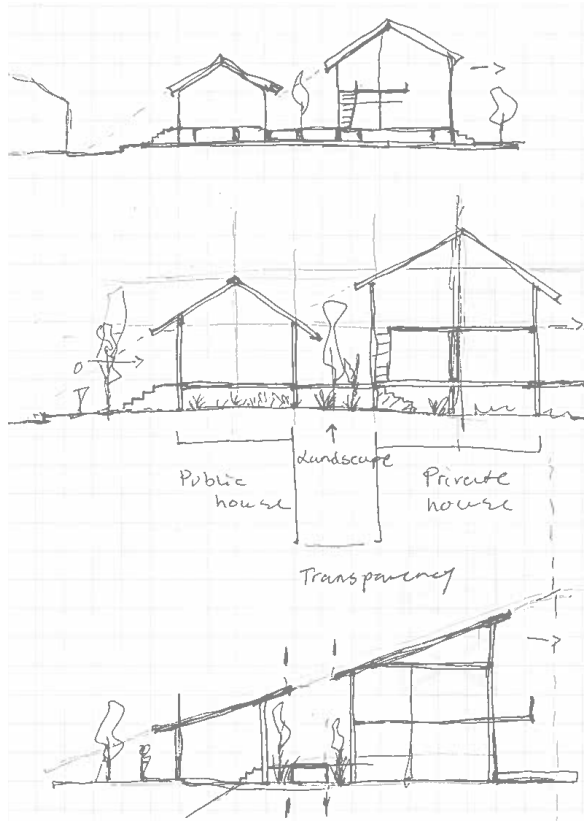 Landscape
Public
house
Private
house
Transparency